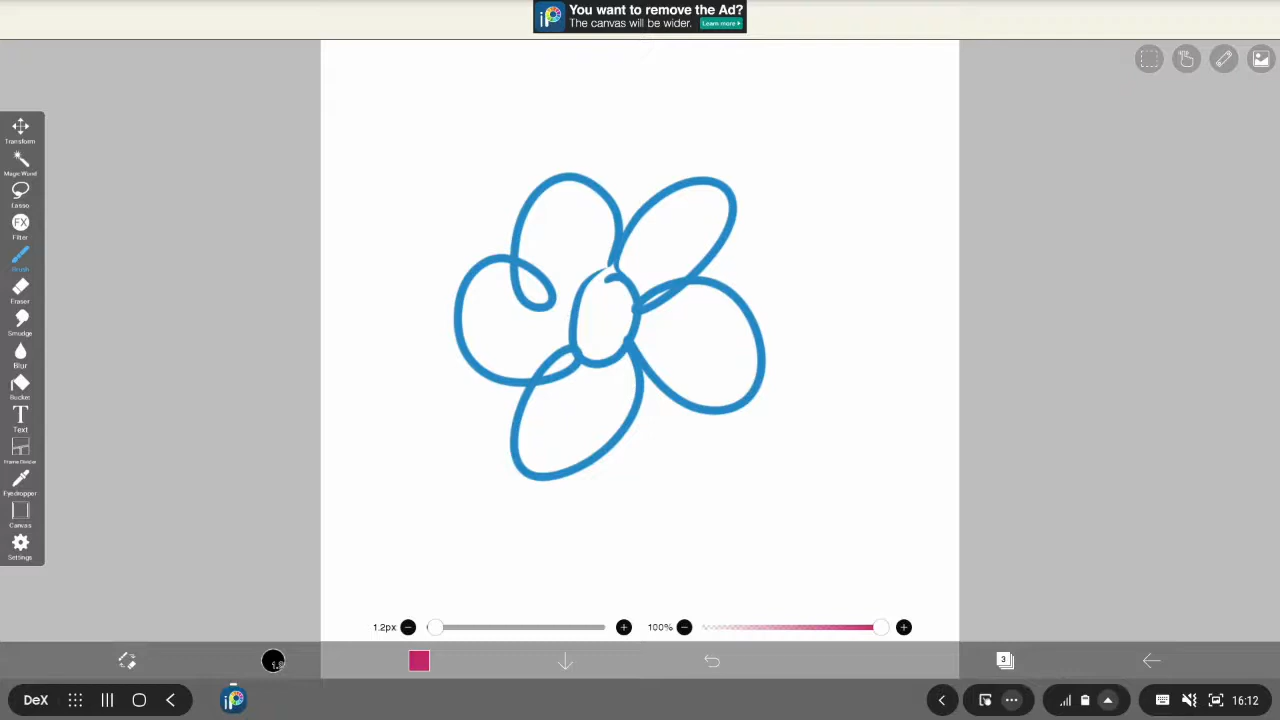 You want to remove the Ad?
The canvas will be wider.
Learn more
Transform
Magic Wand
Lasso
FX
Filter
Brush
Eraser
Smudge
Blur
Bucket
T
Text
Frame Divider
Eyedropper
Canvas
Settings
1.2px
100%
3
DeX
16:12